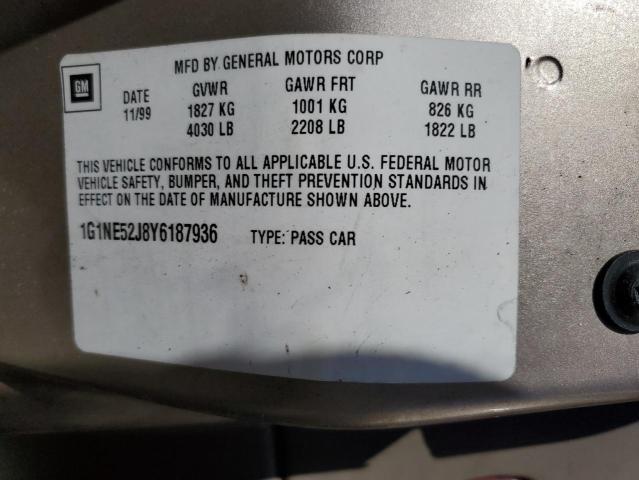 MFD BY GENERAL MOTORS CORP
GM
DATE GVWR GAWR FRT GAWR RR
11/99 1827 KG 1001 KG 826 KG
4030 LB 2208 LB 1822 LB
THIS VEHICLE CONFORMS TO ALL APPLICABLE U.S. FEDERAL MOTOR
VEHICLE SAFETY, BUMPER, AND THEFT PREVENTION STANDARDS IN
EFFECT ON THE DATE OF MANUFACTURE SHOWN ABOVE.
1G1NE52J8Y6187936 TYPE: PASS CAR